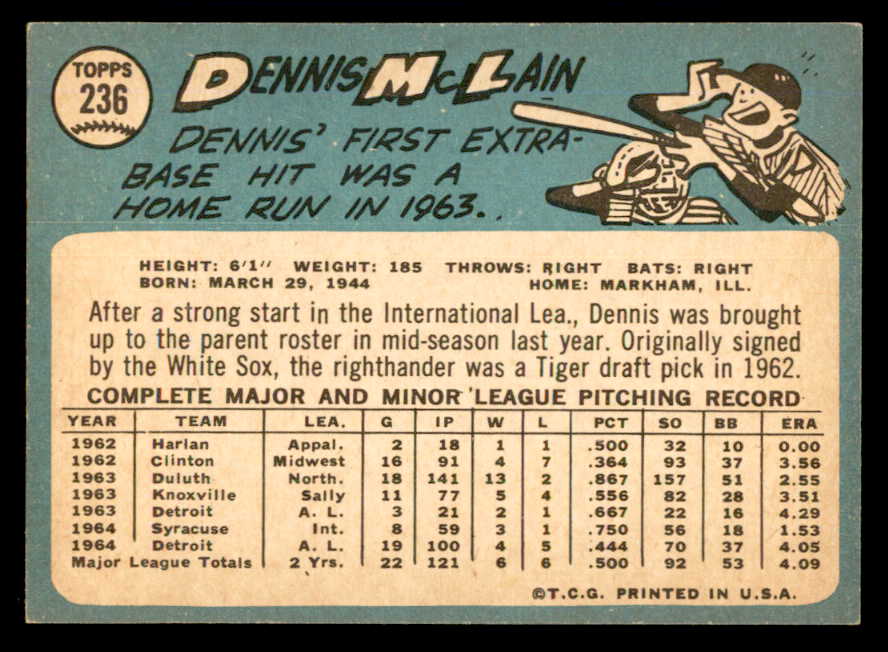 TOPPS
236
DENNIS McLAIN
DENNIS' FIRST EXTRA-
BASE HIT WAS A
HOME RUN IN 1963..
HEIGHT: 6'1" WEIGHT: 185 THROWS: RIGHT BATS: RIGHT
BORN: MARCH 29, 1944 HOME: MARKHAM, ILL.
After a strong start in the International Lea., Dennis was brought
up to the parent roster in mid-season last year. Originally signed
by the White Sox, the righthander was a Tiger draft pick in 1962.
COMPLETE MAJOR AND MINOR LEAGUE PITCHING RECORD
YEAR TEAM LEA. G IP W L PCT SO BB ERA
1962 Harlan Appal. 2 18 1 1 .500 32 10 0.00
1962 Clinton Midwest 16 91 4 7 .364 93 37 3.56
1963 Duluth North. 18 141 13 2 .867 157 51 2.55
1963 Knoxville Sally 11 77 5 4 .556 82 28 3.51
1963 Detroit A. L. 3 21 2 1 .667 22 16 4.29
1964 Syracuse Int. 8 59 3 1 .750 56 18 1.53
1964 Detroit A. L. 19 100 4 5 .444 70 37 4.05
Major League Totals 2 Yrs. 22 121 6 6 .500 92 53 4.09
©T.C.G. PRINTED IN U.S.A.